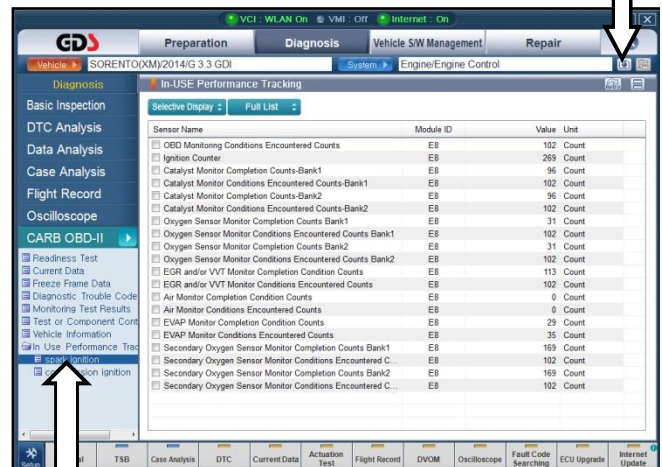 VCI : WLAN On VMI : Off Internet : On
GDS Preparation Diagnosis Vehicle S/W Management Repair
Vehicle SORENTO(XM)/2014/G 3.3 GDI System Engine/Engine Control
Diagnosis
Basic Inspection
DTC Analysis
Data Analysis
Case Analysis
Flight Record
Oscilloscope
CARB OBD-II
Readiness Test
Current Data
Freeze Frame Data
Diagnostic Trouble Code
Monitoring Test Results
Test or Component Cont
Vehicle Information
In Use Performance Trac
spark ignition
ignition
In-USE Performance Tracking
Selective Display Full List
Sensor Name Module ID Value Unit
OBD Monitoring Conditions Encountered Counts E8 102 Count
Ignition Counter E8 269 Count
Catalyst Monitor Completion Counts-Bank1 E8 96 Count
Catalyst Monitor Conditions Encountered Counts-Bank1 E8 102 Count
Catalyst Monitor Completion Counts-Bank2 E8 96 Count
Catalyst Monitor Conditions Encountered Counts-Bank2 E8 102 Count
Oxygen Sensor Monitor Completion Counts Bank1 E8 31 Count
Oxygen Sensor Monitor Conditions Encountered Counts Bank1 E8 102 Count
Oxygen Sensor Monitor Completion Counts Bank2 E8 31 Count
Oxygen Sensor Monitor Conditions Encountered Counts Bank2 E8 102 Count
EGR and/or VVT Monitor Completion Condition Counts E8 113 Count
EGR and/or VVT Monitor Conditions Encountered Counts E8 102 Count
Air Monitor Completion Condition Counts E8 0 Count
Air Monitor Conditions Encountered Counts E8 0 Count
EVAP Monitor Completion Condition Counts E8 29 Count
EVAP Monitor Conditions Encountered Counts E8 35 Count
Secondary Oxygen Sensor Monitor Completion Counts Bank1 E8 169 Count
Secondary Oxygen Sensor Monitor Conditions Encountered C... E8 102 Count
Secondary Oxygen Sensor Monitor Completion Counts Bank2 E8 169 Count
Secondary Oxygen Sensor Monitor Conditions Encountered C... E8 102 Count
Setup TSB Case Analysis DTC Current Data Actuation Test Flight Record DVOM Oscilloscope Fault Code Searching ECU Upgrade Internet Update